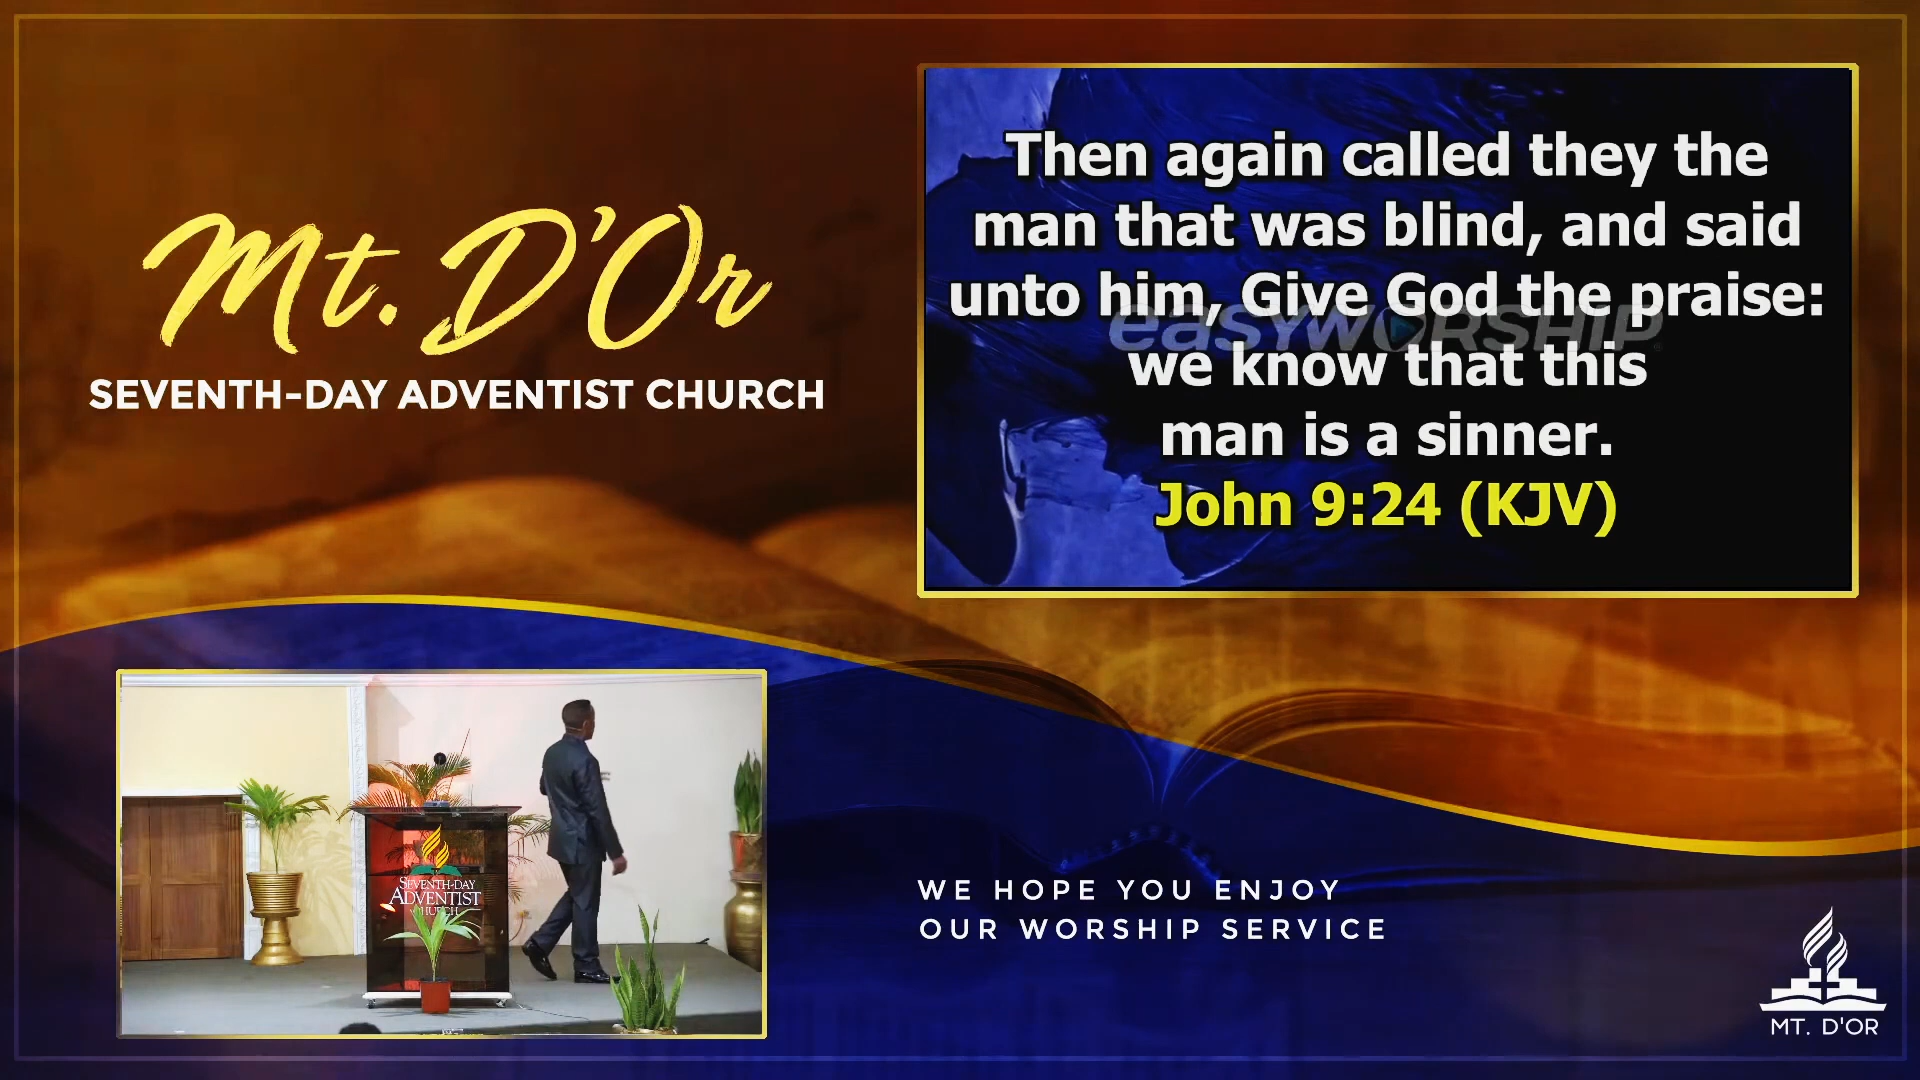 Mt. D'Or
SEVENTH-DAY ADVENTIST CHURCH
Then again called they the
man that was blind, and said
unto him, Give God the praise:
we know that this
man is a sinner.
John 9:24 (KJV)
easyWORSHIP
SEVENTH-DAY
ADVENTIST
CHURCH
WE HOPE YOU ENJOY
OUR WORSHIP SERVICE
MT. D'OR